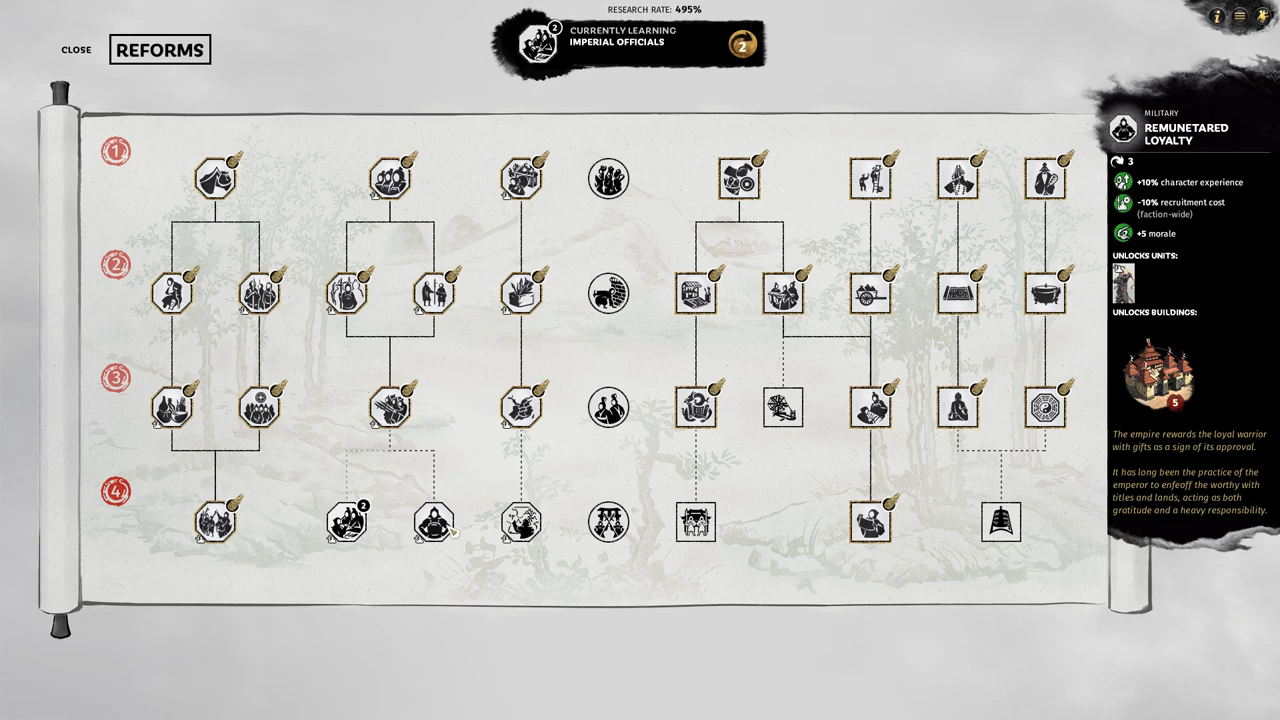 RESEARCH RATE: 495%
2
CURRENTLY LEARNING
IMPERIAL OFFICIALS
2
CLOSE
REFORMS
MILITARY
REMUNETARED
LOYALTY
3
+10% character experience
-10% recruitment cost
(faction-wide)
+5 morale
UNLOCKS UNITS:
UNLOCKS BUILDINGS:
5
The empire rewards the loyal warrior
with gifts as a sign of its approval.
It has long been the practice of the
emperor to enfeoff the worthy with
titles and lands, acting as both
gratitude and a heavy responsibility.
1
2
3
4
2